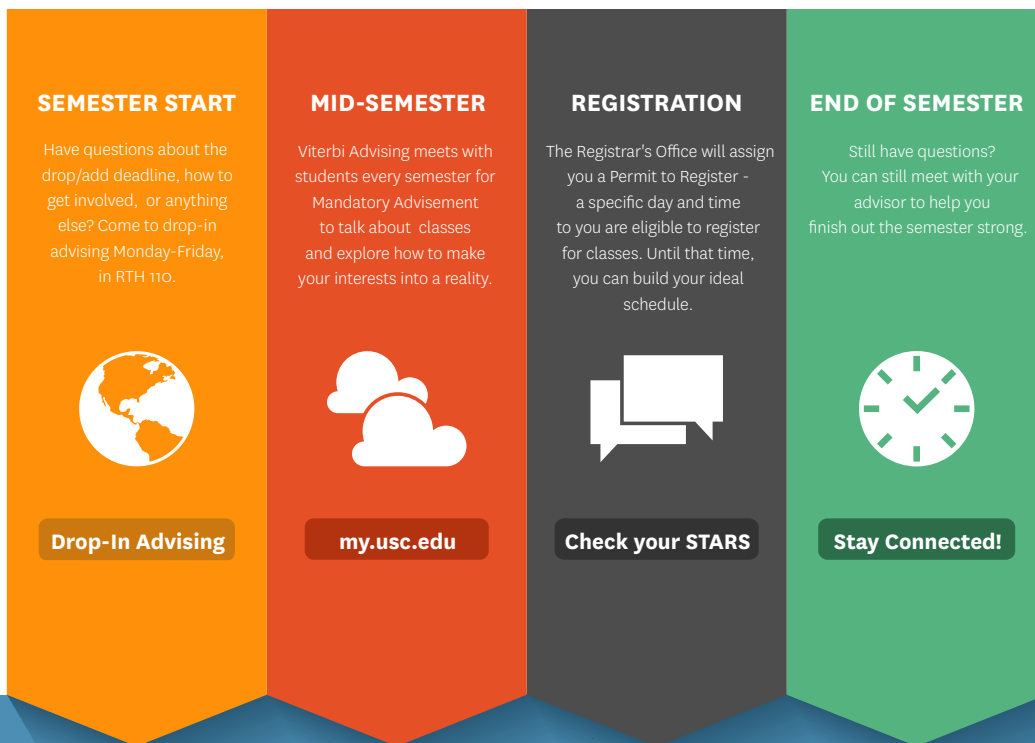 SEMESTER START
Have questions about the
drop/add deadline, how to
get involved, or anything
else? Come to drop-in
advising Monday-Friday,
in RTH 110.
Drop-In Advising
MID-SEMESTER
Viterbi Advising meets with
students every semester for
Mandatory Advisement
to talk about classes
and explore how to make
your interests into a reality.
my.usc.edu
REGISTRATION
The Registrar's Office will assign
you a Permit to Register -
a specific day and time
to you are eligible to register
for classes. Until that time,
you can build your ideal
schedule.
Check your STARS
END OF SEMESTER
Still have questions?
You can still meet with your
advisor to help you
finish out the semester strong.
Stay Connected!